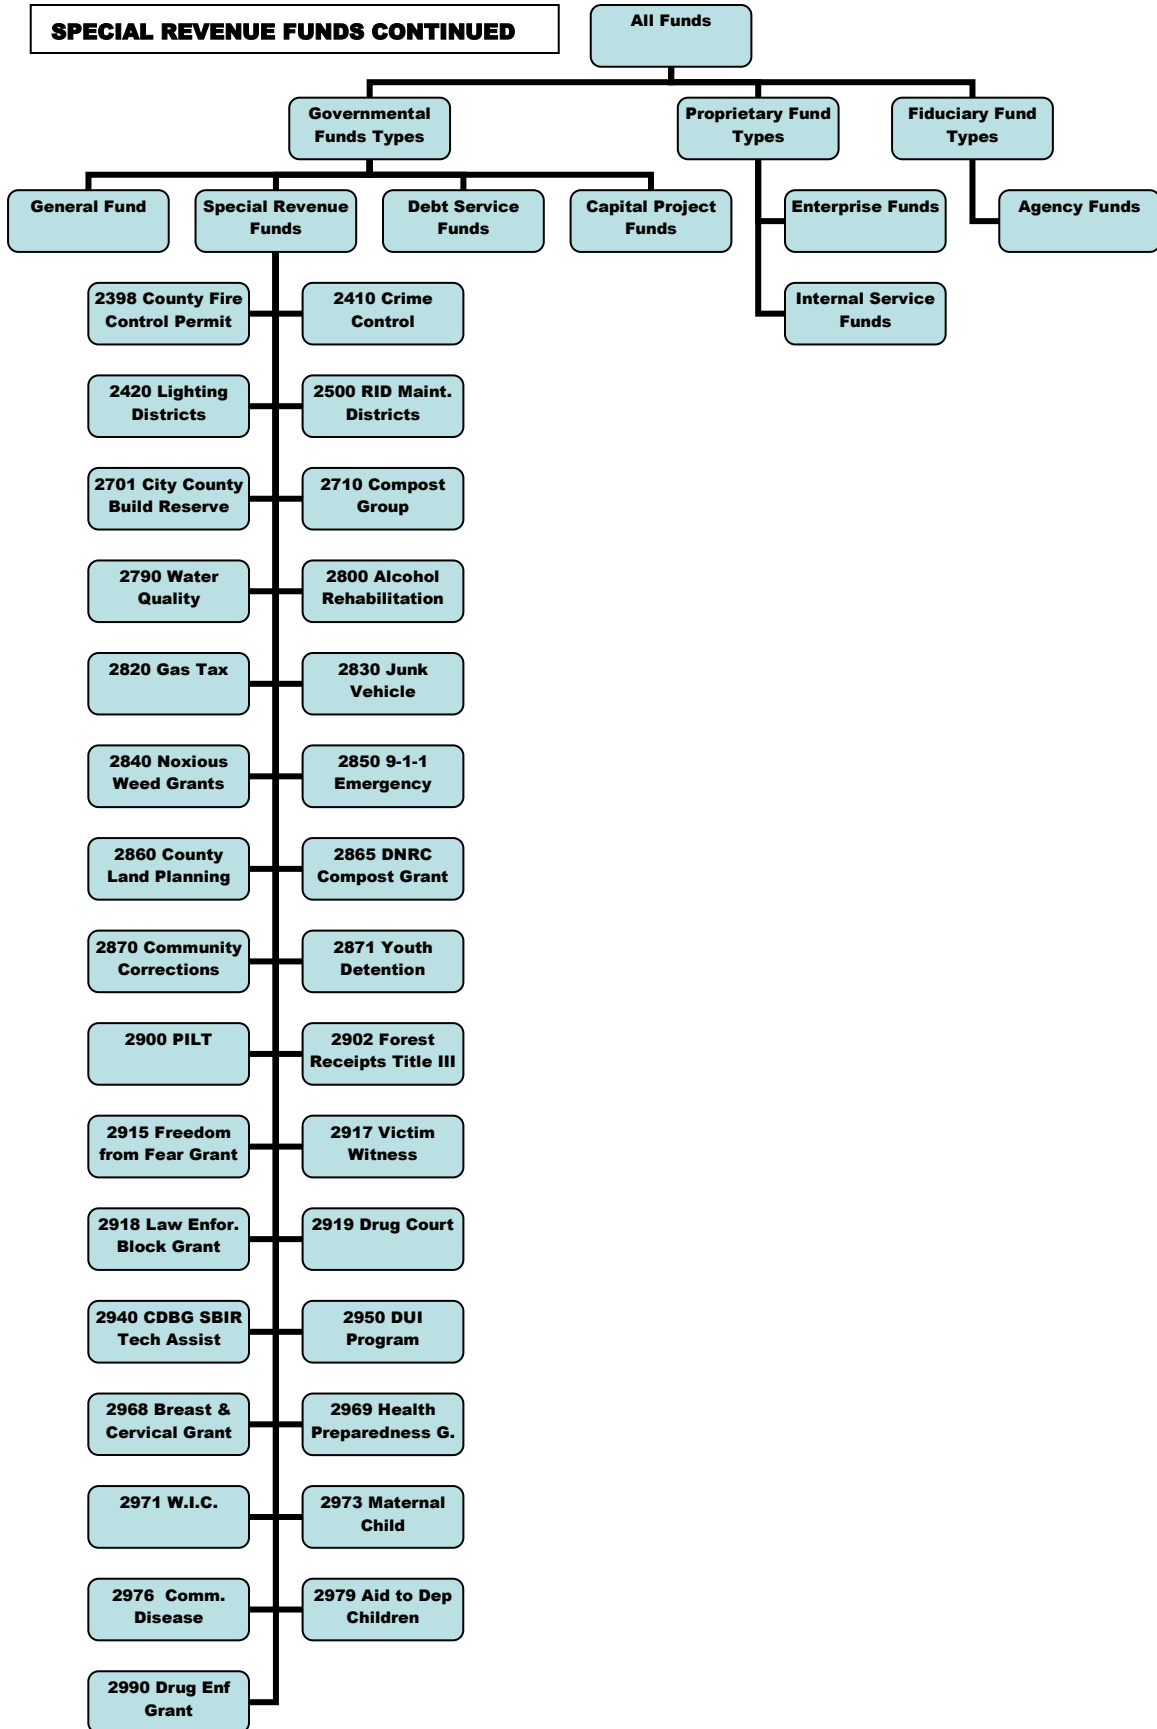 SPECIAL REVENUE FUNDS CONTINUED
All Funds
Governmental
Funds Types
Proprietary Fund
Types
Fiduciary Fund
Types
General Fund
Special Revenue
Funds
Debt Service
Funds
Capital Project
Funds
Enterprise Funds
Agency Funds
Internal Service
Funds
2398 County Fire
Control Permit
2410 Crime
Control
2420 Lighting
Districts
2500 RID Maint.
Districts
2701 City County
Build Reserve
2710 Compost
Group
2790 Water
Quality
2800 Alcohol
Rehabilitation
2820 Gas Tax
2830 Junk
Vehicle
2840 Noxious
Weed Grants
2850 9-1-1
Emergency
2860 County
Land Planning
2865 DNRC
Compost Grant
2870 Community
Corrections
2871 Youth
Detention
2900 PILT
2902 Forest
Receipts Title III
2915 Freedom
from Fear Grant
2917 Victim
Witness
2918 Law Enfor.
Block Grant
2919 Drug Court
2940 CDBG SBIR
Tech Assist
2950 DUI
Program
2968 Breast &
Cervical Grant
2969 Health
Preparedness G.
2971 W.I.C.
2973 Maternal
Child
2976  Comm.
Disease
2979 Aid to Dep
Children
2990 Drug Enf
Grant